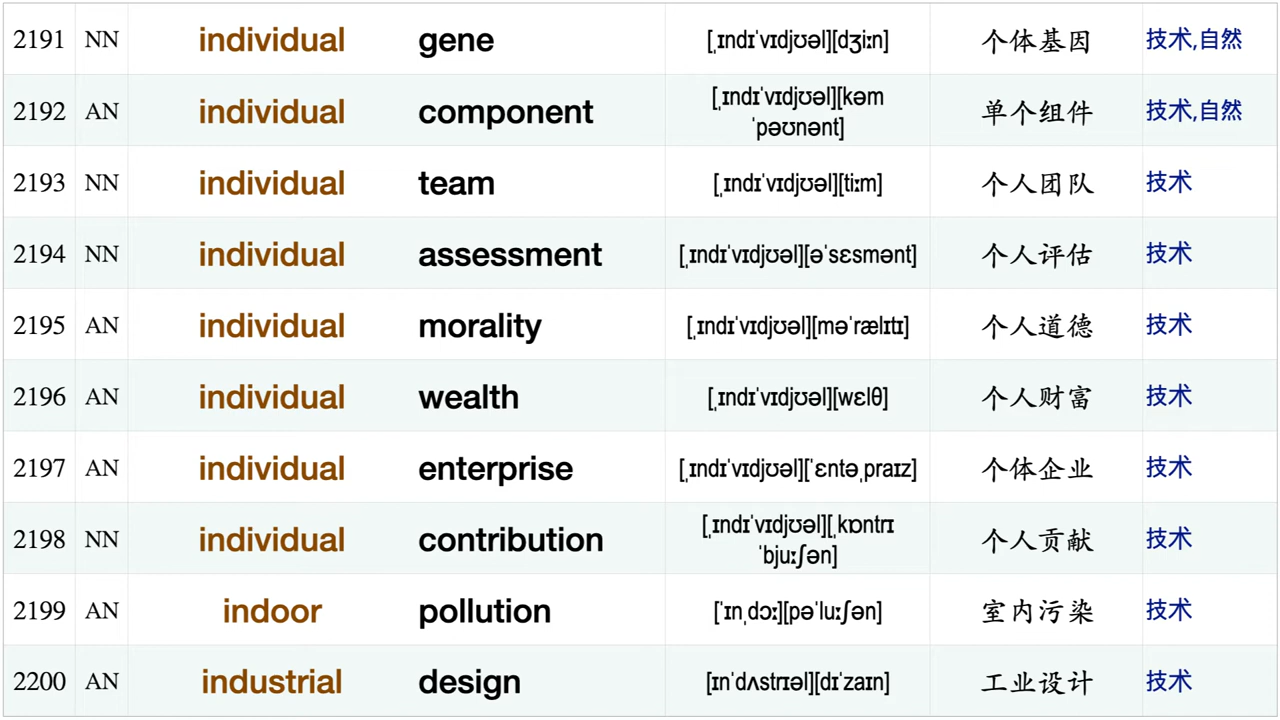 2191 NN individual gene [ˌɪndɪˈvɪdjʊəl][dʒiːn] 个体基因 技术,自然
2192 AN individual component [ˌɪndɪˈvɪdjʊəl][kəm
ˈpəʊnənt] 单个组件 技术,自然
2193 NN individual team [ˌɪndɪˈvɪdjʊəl][tiːm] 个人团队 技术
2194 NN individual assessment [ˌɪndɪˈvɪdjʊəl][əˈsɛsmənt] 个人评估 技术
2195 AN individual morality [ˌɪndɪˈvɪdjʊəl][məˈrælɪtɪ] 个人道德 技术
2196 AN individual wealth [ˌɪndɪˈvɪdjʊəl][wɛlθ] 个人财富 技术
2197 AN individual enterprise [ˌɪndɪˈvɪdjʊəl][ˈɛntəˌpraɪz] 个体企业 技术
2198 NN individual contribution [ˌɪndɪˈvɪdjʊəl][ˌkɒntrɪ
ˈbjuːʃən] 个人贡献 技术
2199 AN indoor pollution [ˈɪnˌdɔː][pəˈluːʃən] 室内污染 技术
2200 AN industrial design [ɪnˈdʌstrɪəl][dɪˈzaɪn] 工业设计 技术